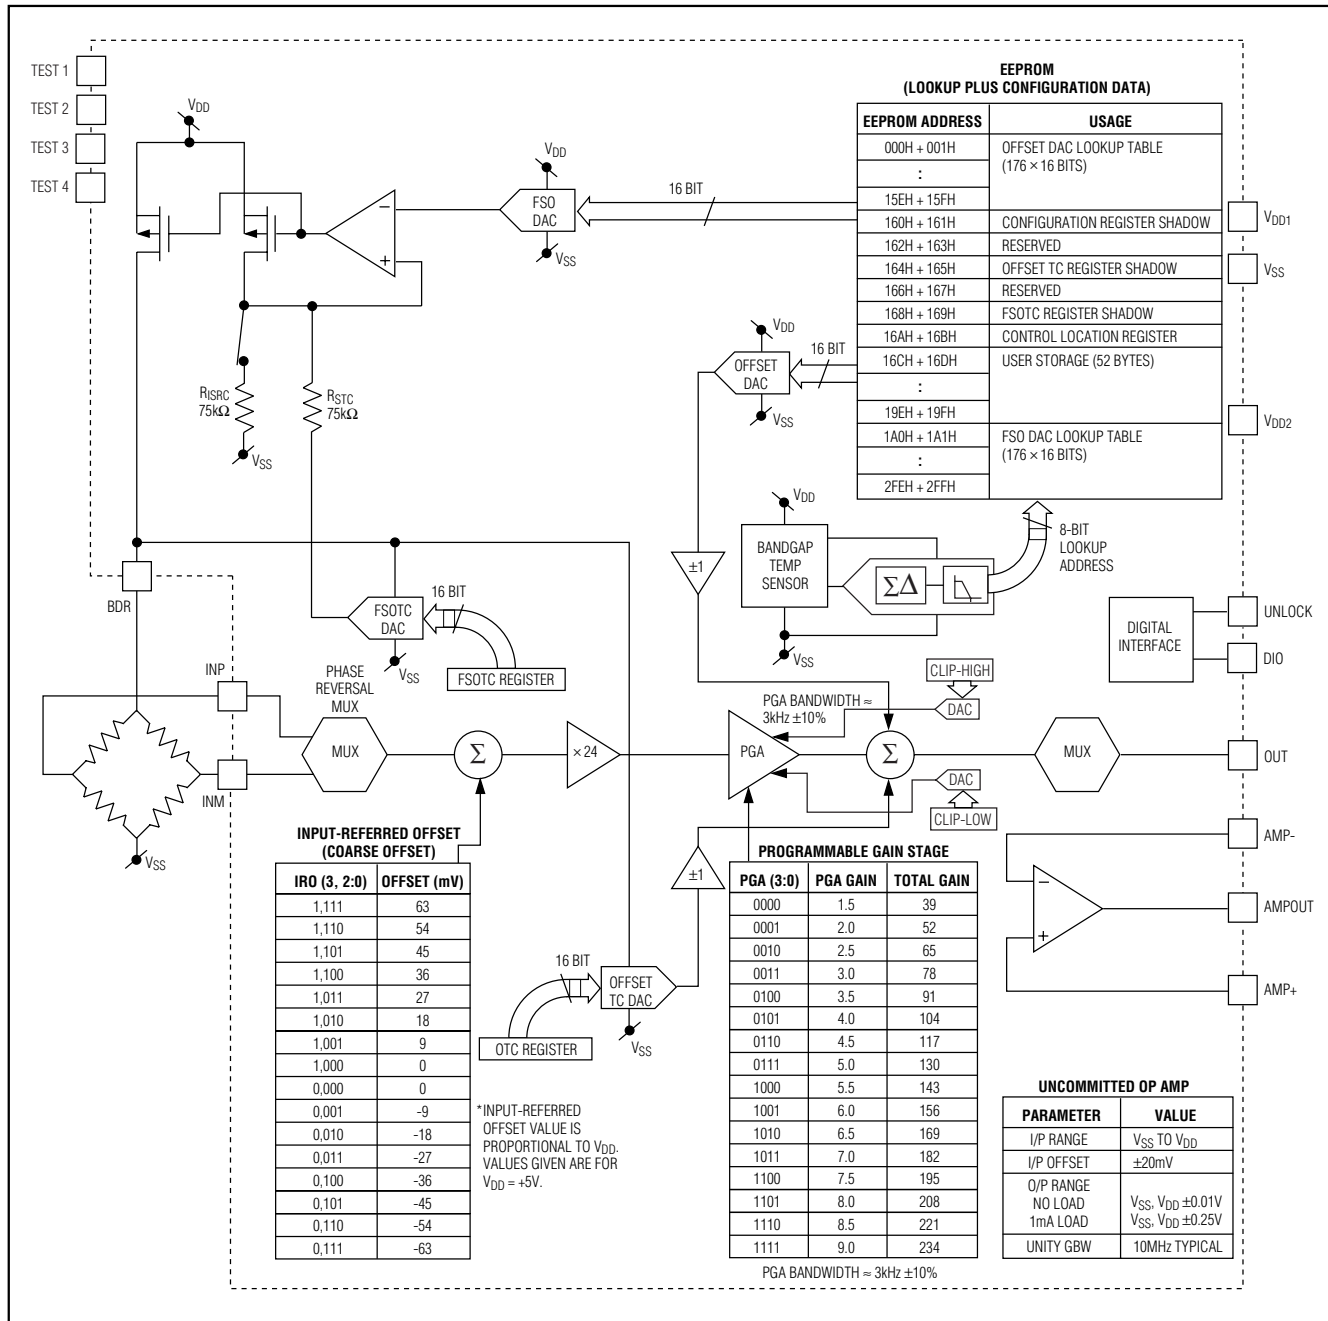 TEST 1
TEST 2
TEST 3
TEST 4
VDD
VDD
FSO
DAC
VSS
16 BIT
EEPROM
(LOOKUP PLUS CONFIGURATION DATA)
EEPROM ADDRESS USAGE
000H + 001H OFFSET DAC LOOKUP TABLE
(176 × 16 BITS)
:
15EH + 15FH
160H + 161H CONFIGURATION REGISTER SHADOW
162H + 163H RESERVED
164H + 165H OFFSET TC REGISTER SHADOW
166H + 167H RESERVED
168H + 169H FSOTC REGISTER SHADOW
16AH + 16BH CONTROL LOCATION REGISTER
16CH + 16DH USER STORAGE (52 BYTES)
:
19EH + 19FH
1A0H + 1A1H FSO DAC LOOKUP TABLE
(176 × 16 BITS)
:
2FEH + 2FFH
VDD1
VSS
VDD2
VDD
OFFSET
DAC
VSS
16 BIT
RISRC
75kΩ
VSS
RSTC
75kΩ
VDD
BANDGAP
TEMP
SENSOR
VSS
ΣΔ
8-BIT
LOOKUP
ADDRESS
±1
BDR
FSOTC
DAC
VSS
16 BIT
FSOTC REGISTER
DIGITAL
INTERFACE
UNLOCK
DIO
INP
INM
VSS
PHASE
REVERSAL
MUX
MUX
Σ
× 24
PGA BANDWIDTH ≈
3kHz ±10%
PGA
CLIP-HIGH
DAC
Σ
DAC
CLIP-LOW
MUX
OUT
AMP-
AMPOUT
AMP+
±1
INPUT-REFERRED OFFSET
(COARSE OFFSET)
IRO (3, 2:0) OFFSET (mV)
1,111 63
1,110 54
1,101 45
1,100 36
1,011 27
1,010 18
1,001 9
1,000 0
0,000 0
0,001 -9
0,010 -18
0,011 -27
0,100 -36
0,101 -45
0,110 -54
0,111 -63
16 BIT
OFFSET
TC DAC
VSS
OTC REGISTER
*INPUT-REFERRED
OFFSET VALUE IS
PROPORTIONAL TO VDD.
VALUES GIVEN ARE FOR
VDD = +5V.
PROGRAMMABLE GAIN STAGE
PGA (3:0) PGA GAIN TOTAL GAIN
0000 1.5 39
0001 2.0 52
0010 2.5 65
0011 3.0 78
0100 3.5 91
0101 4.0 104
0110 4.5 117
0111 5.0 130
1000 5.5 143
1001 6.0 156
1010 6.5 169
1011 7.0 182
1100 7.5 195
1101 8.0 208
1110 8.5 221
1111 9.0 234
PGA BANDWIDTH ≈ 3kHz ±10%
UNCOMMITTED OP AMP
PARAMETER VALUE
I/P RANGE VSS TO VDD
I/P OFFSET ±20mV
O/P RANGE
NO LOAD VSS, VDD ±0.01V
1mA LOAD VSS, VDD ±0.25V
UNITY GBW 10MHz TYPICAL